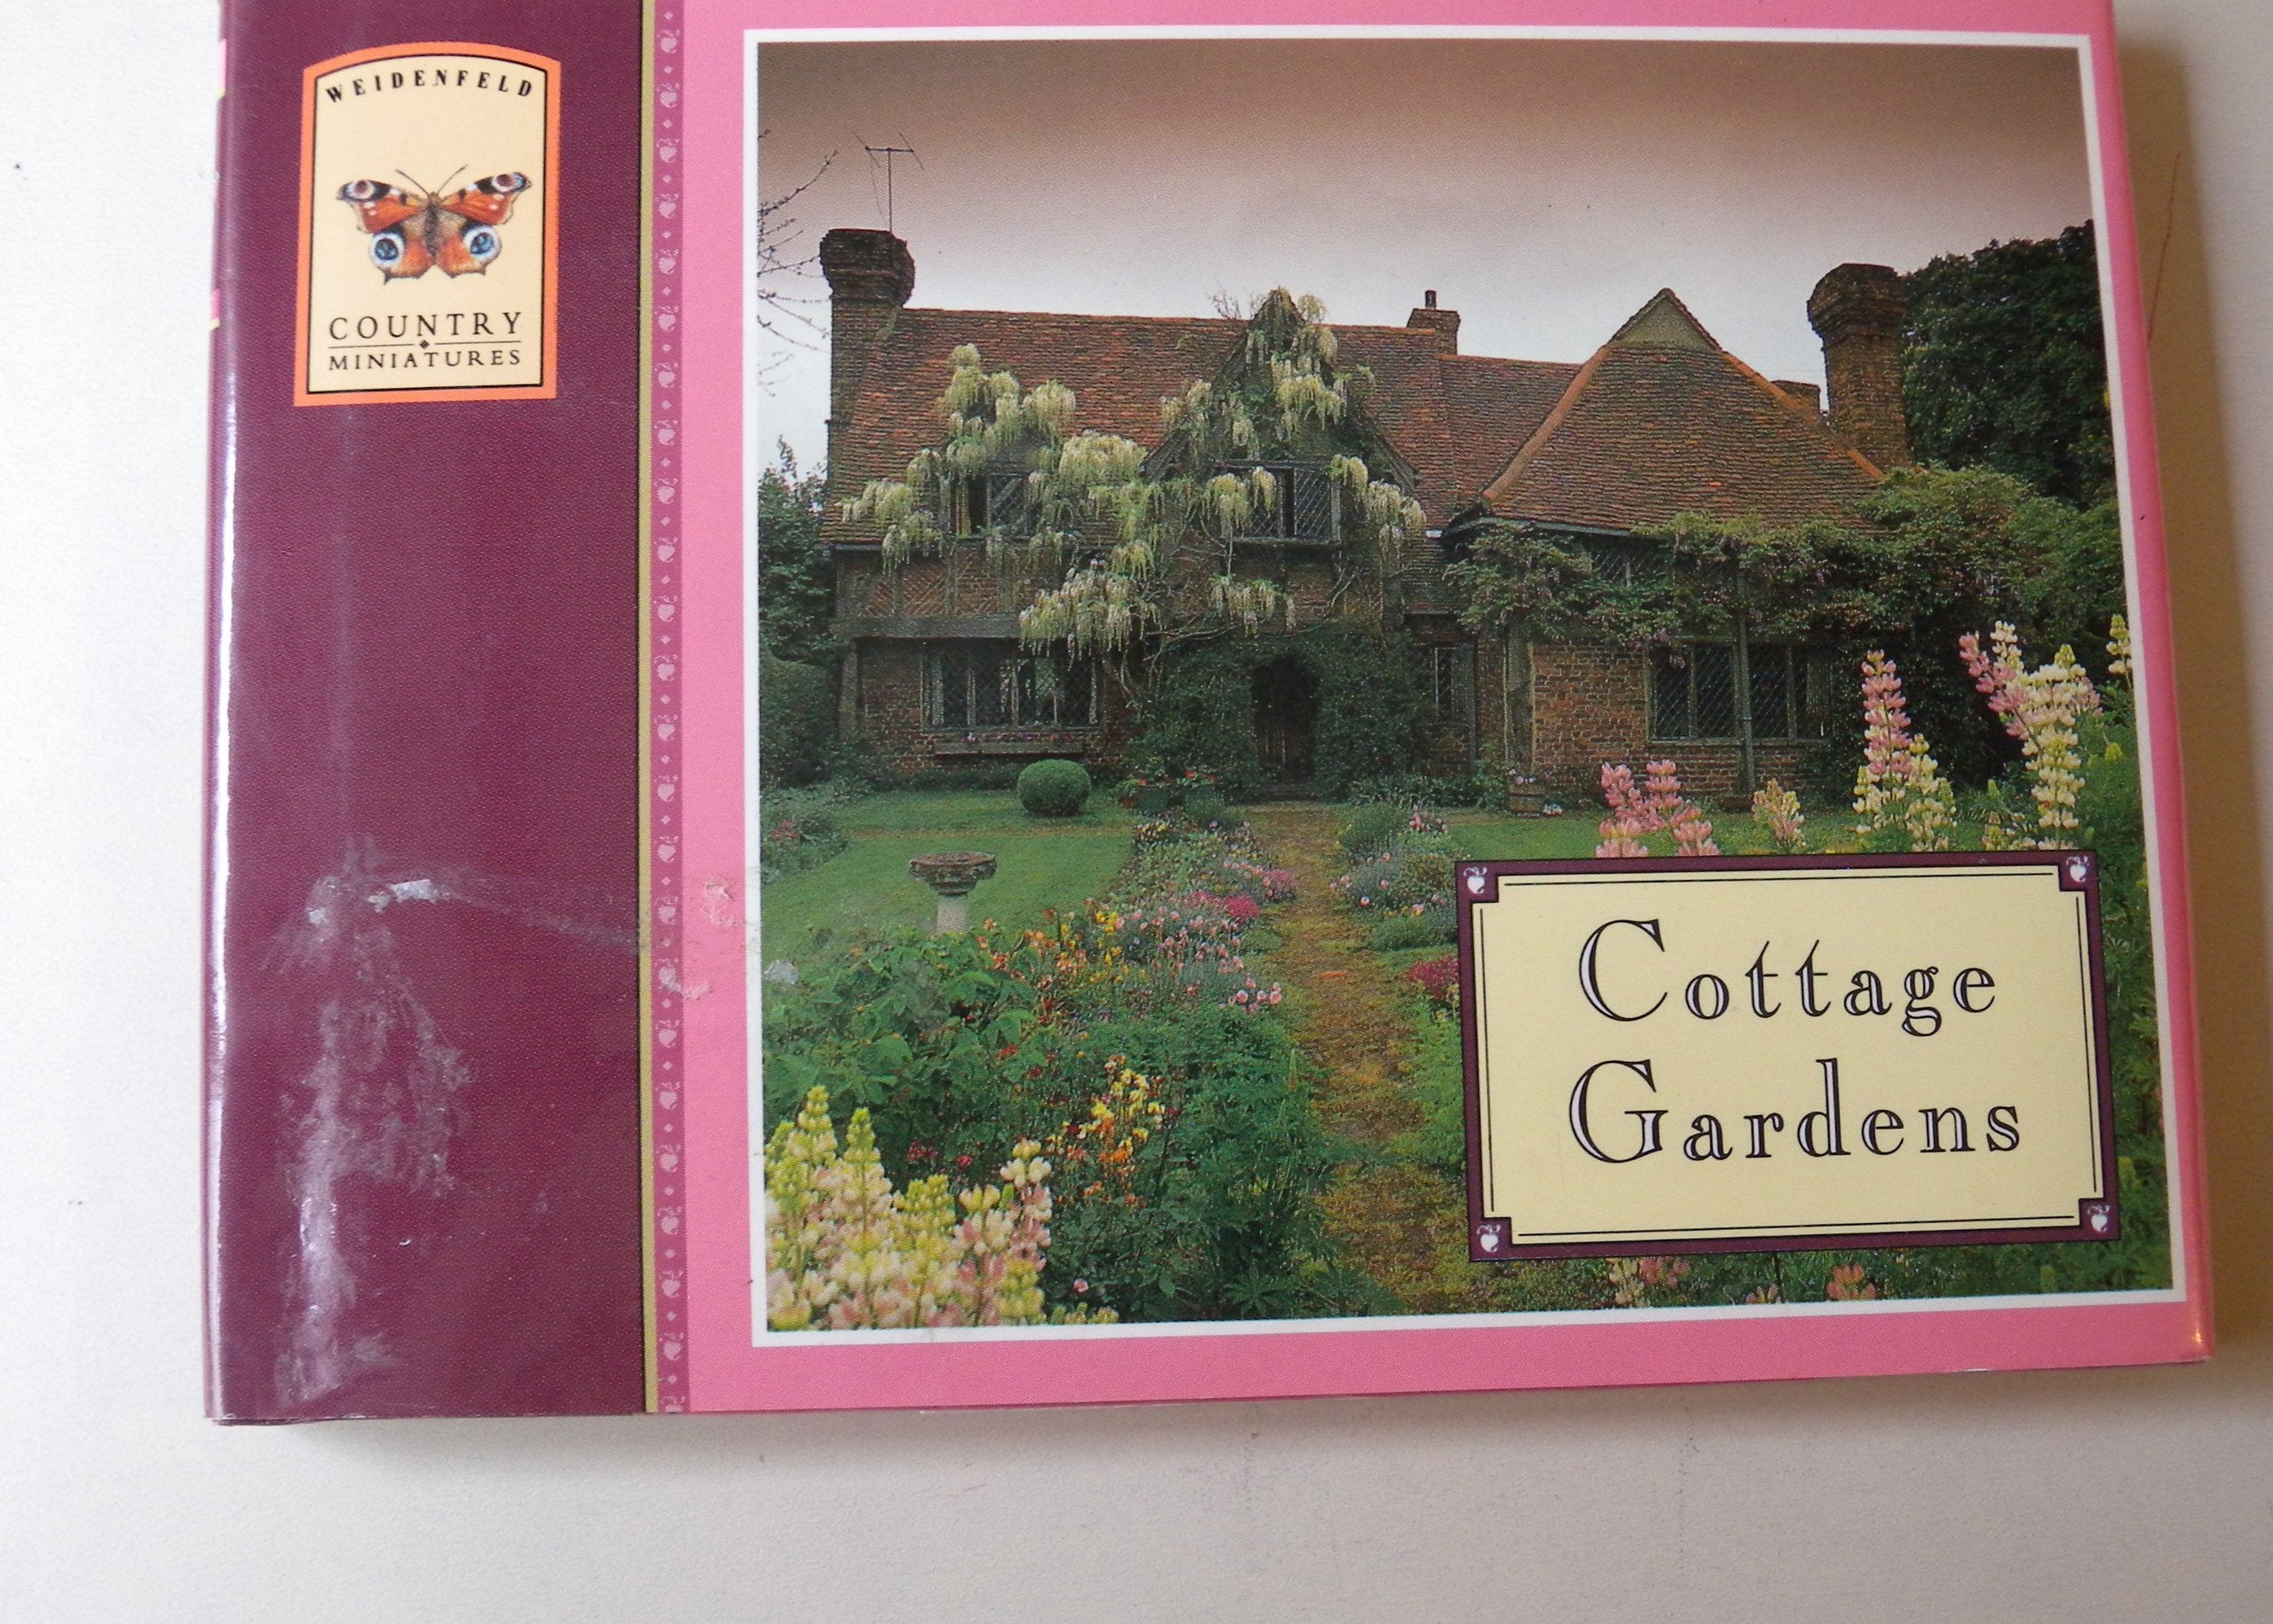 WEIDENFELD
COUNTRY
MINIATURES
Cottage
Gardens